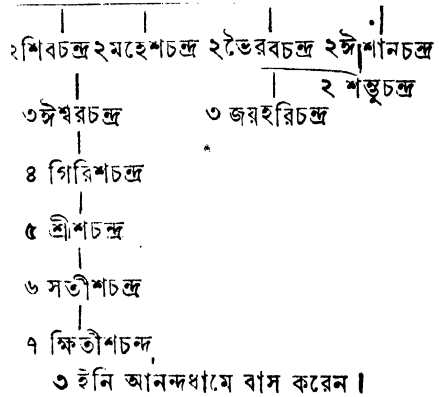 ২শিবচন্দ্র ২মহেশচন্দ্র ২ভৈরবচন্দ্র ২ঈশানচন্দ্র
২ শম্ভুচন্দ্র
৩ঈশ্বরচন্দ্র ৩ জয়হরিচন্দ্র
৪ গিরিশচন্দ্র
৫ শ্রীশচন্দ্র
৬ সতীশচন্দ্র
৭ ক্ষিতীশচন্দ্র
৩ ইনি আনন্দধামে বাস করেন।